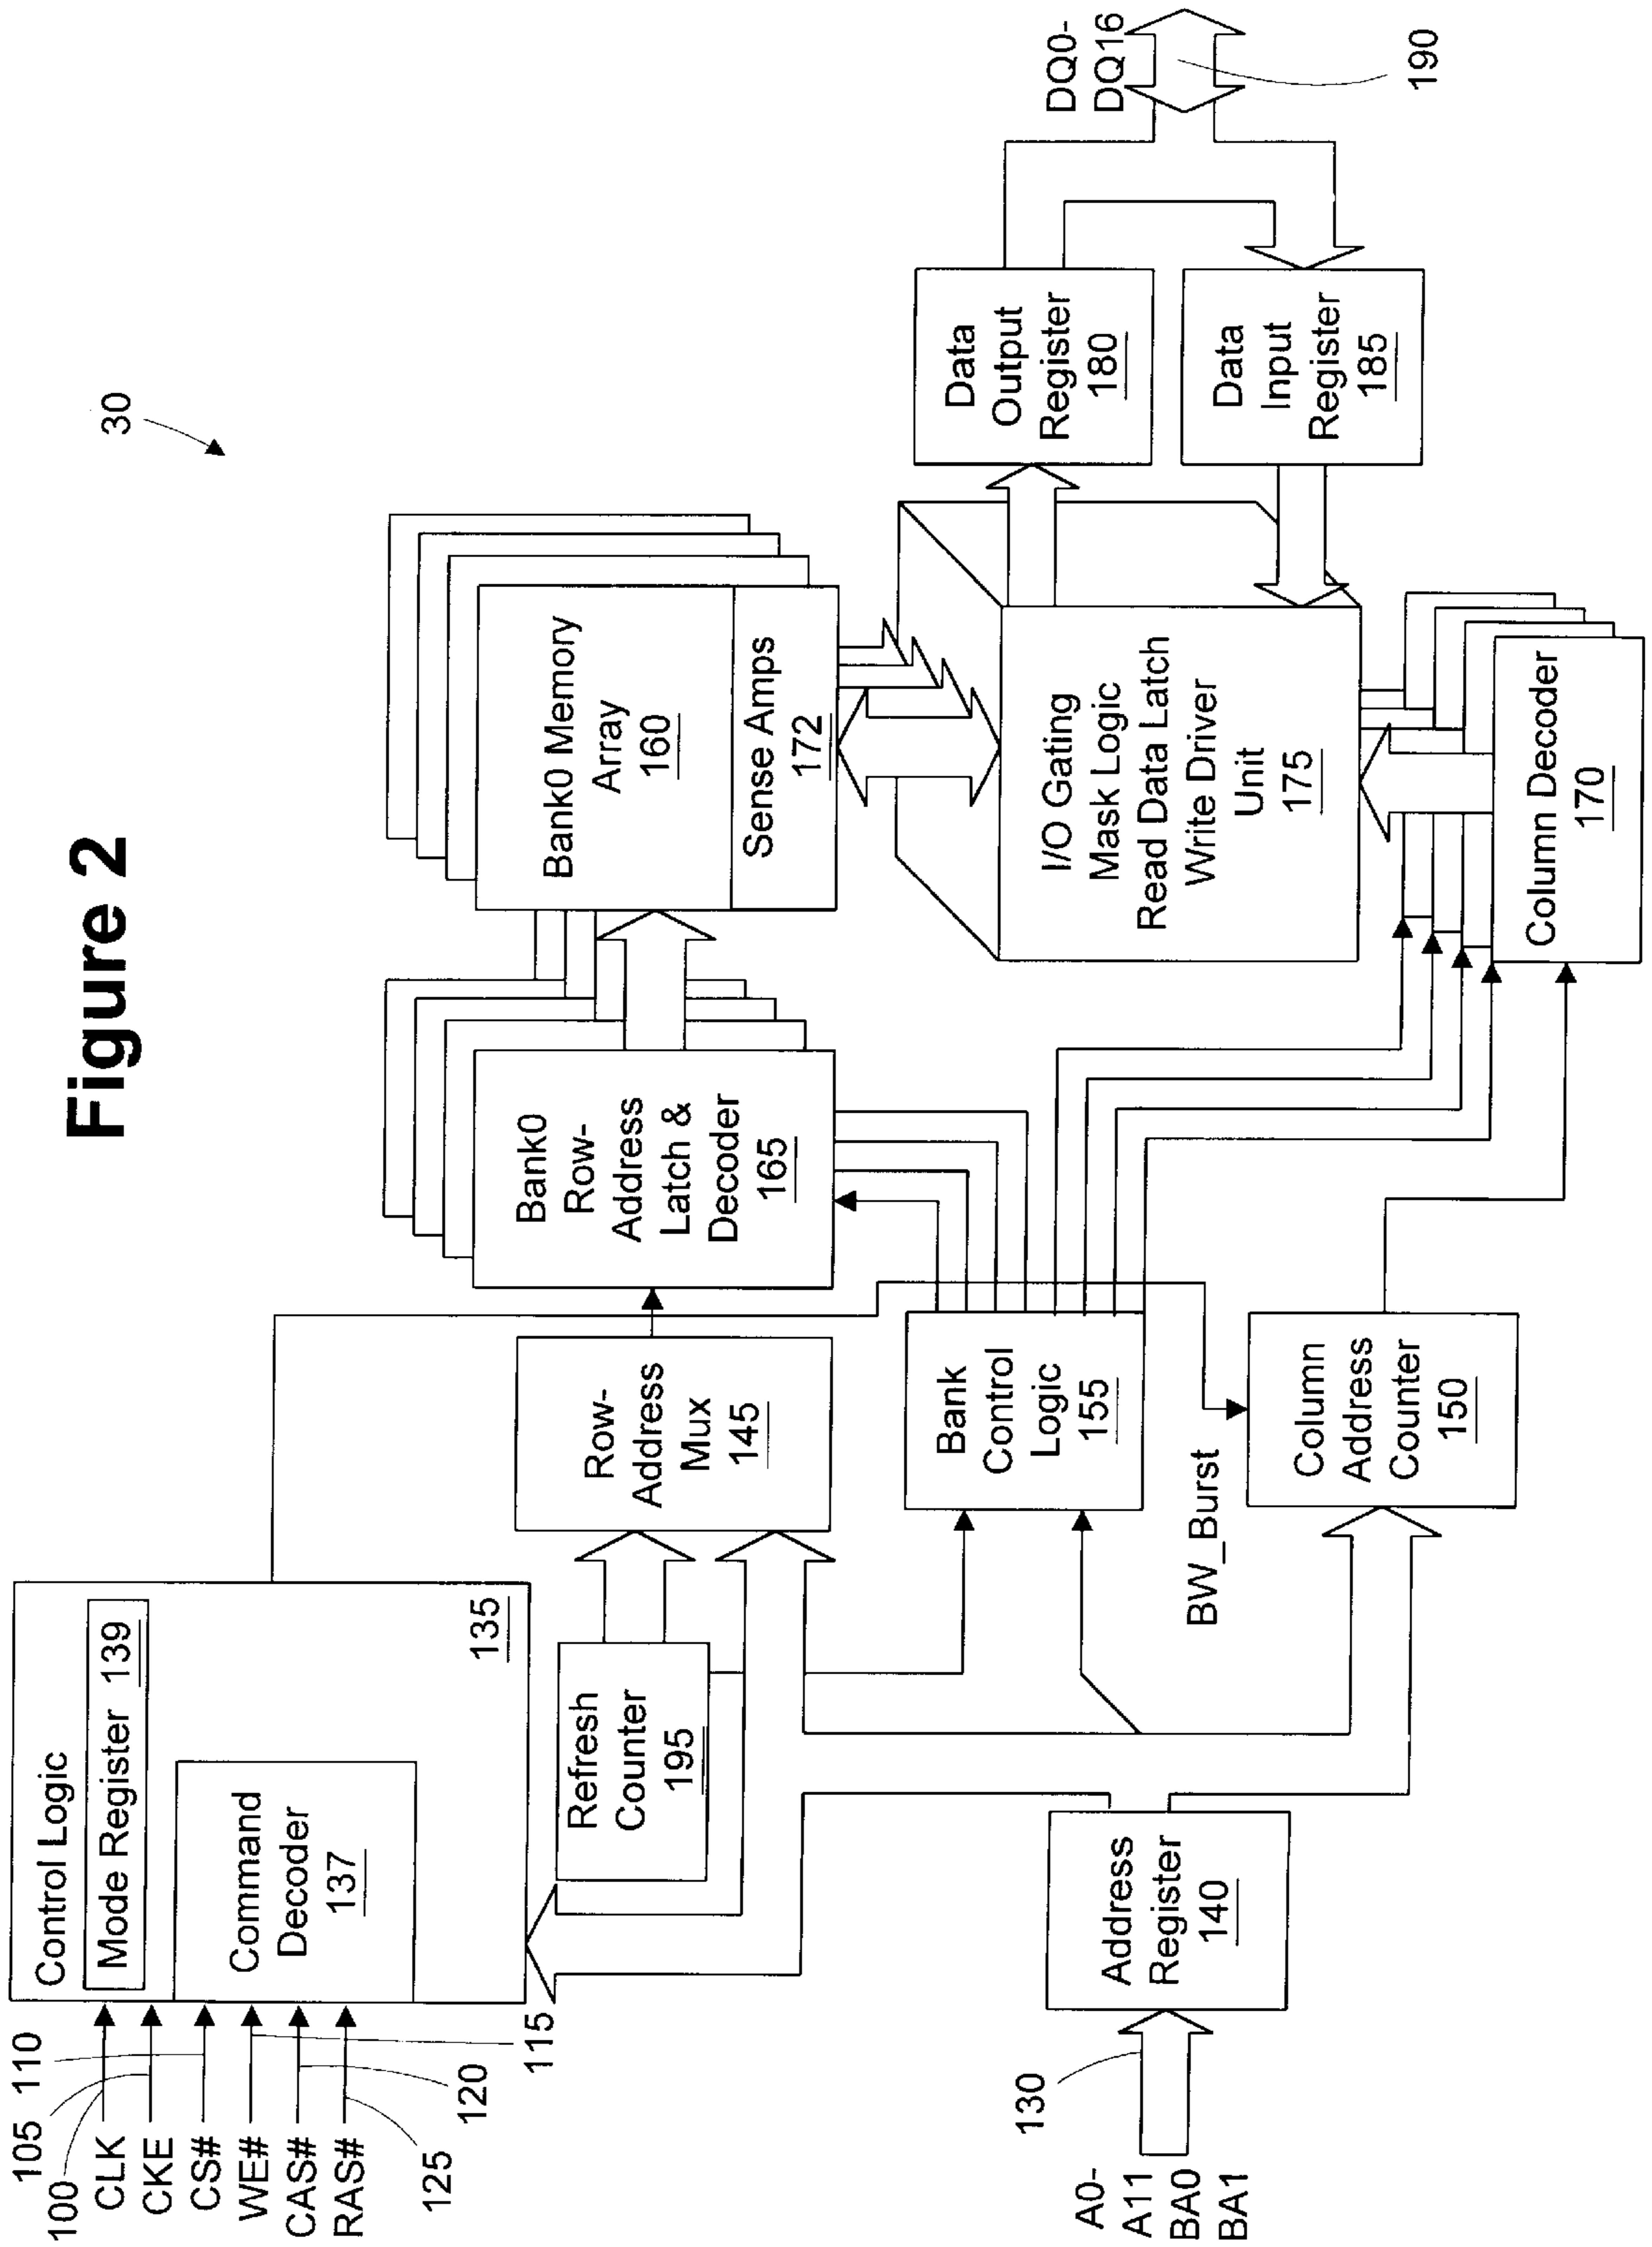 Figure 2
30
105
110
100
CLK
CKE
CS#
WE#
CAS#
RAS#
115
120
125
Control Logic
Mode Register 139
Command
Decoder
137
135
Refresh
Counter
195
Row-
Address
Mux
145
Bank0
Row-
Address
Latch &
Decoder
165
Bank0 Memory
Array
160
Sense Amps
172
A0-
A11
BA0
BA1
130
Address
Register
140
Bank
Control
Logic
155
BW_Burst
Column
Address
Counter
150
I/O Gating
Mask Logic
Read Data Latch
Write Driver
Unit
175
Column Decoder
170
Data
Output
Register
180
Data
Input
Register
185
DQ0-
DQ16
190